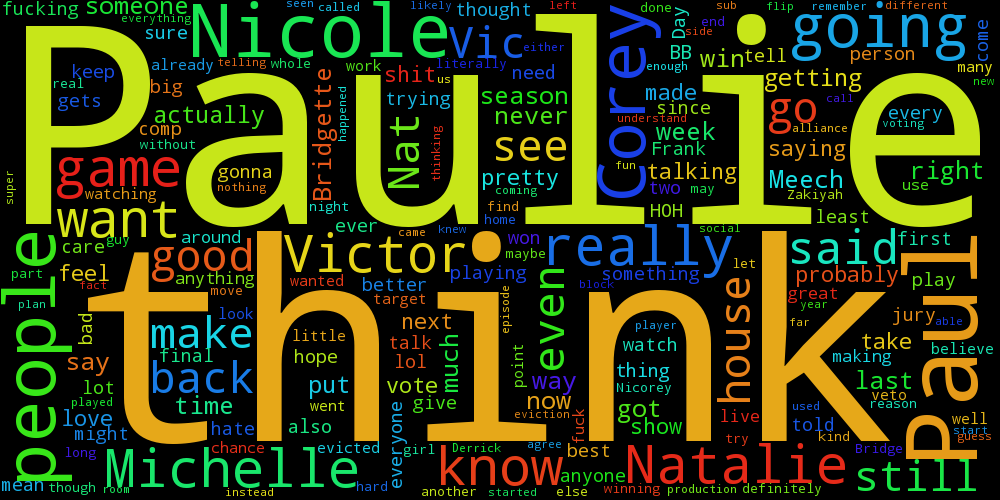 fucking someone everything Nicole seen called likely thought left done Day sub flip remember different
sure Vic either end side going come
real keep already telling whole work shit us need BB win tell person many
gets big trying literally season made enough getting call new
Paulie
actually Bridgette happened Nat thinking never Corey since understand go alliance every
comp without see week Frank saying voting
game gonna pretty fun talking Meech right
super watching nothing coming two may Zakiyah use
want night find home HOH least
people care guy around ever came knew Victor won maybe really social let said first
feel good anything wanted playing something probably play
part fact move better target episode even block house great year Paul
plan think
make look little next player far jury able
say final hope talk lol much point watch making take believe
back put vote thing Nicorey way last veto
lot played time went give now eviction got show live used told reason
love might hate also everyone fuck try kind well start guess
long chance evicted girl Derrick agree best Bridge
Michelle know anyone Natalie still
mean though room instead hard another started else winning production definitely
bad